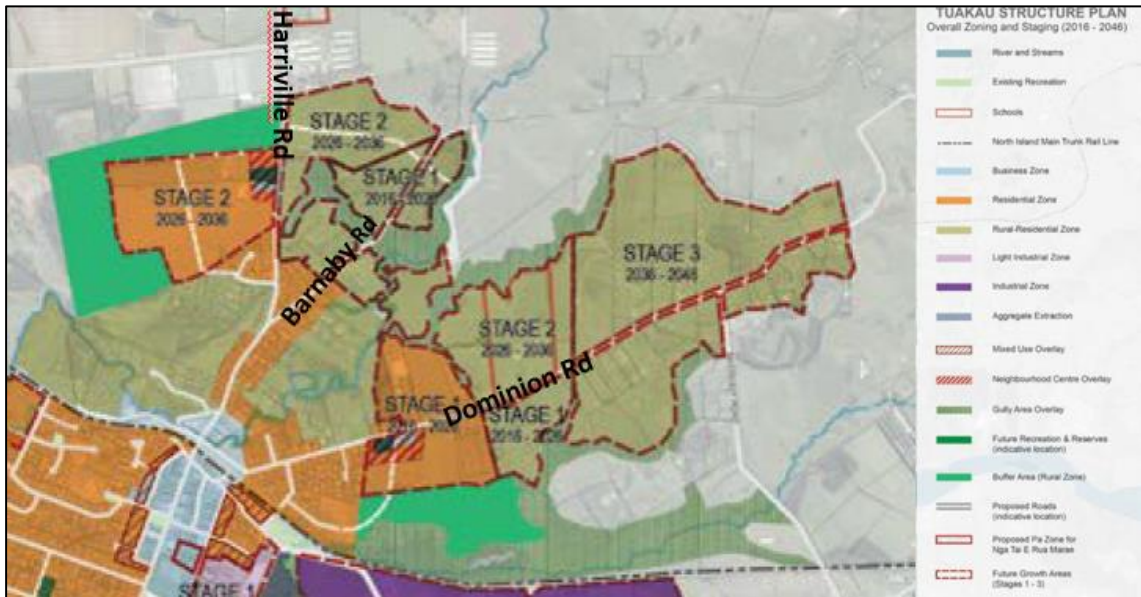 TUAKAU STRUCTURE PLAN
Overall Zoning and Staging (2016 - 2046)
River and Streams
Existing Recreation
Schools
North Island Main Trunk Rail Line
Business Zone
Residential Zone
Rural-Residential Zone
Light Industrial Zone
Industrial Zone
Aggregate Extraction
Mixed Use Overlay
Neighbourhood Centre Overlay
Gully Area Overlay
Future Recreation & Reserves
(indicative location)
Buffer Area (Rural Zone)
Proposed Roads
(indicative location)
Proposed Pa Zone for
Nga Tai E Rua Marae
Future Growth Areas
(Stages 1 - 3)
Harriville Rd
STAGE 2
2026 - 2036
STAGE 1
2016 - 2026
STAGE 2
2026 - 2036
Barnaby Rd
STAGE 3
2036 - 2046
STAGE 2
2026 - 2036
Dominion Rd
STAGE 1
2016 - 2026
STAGE 1
2016 - 2026
STAGE 1